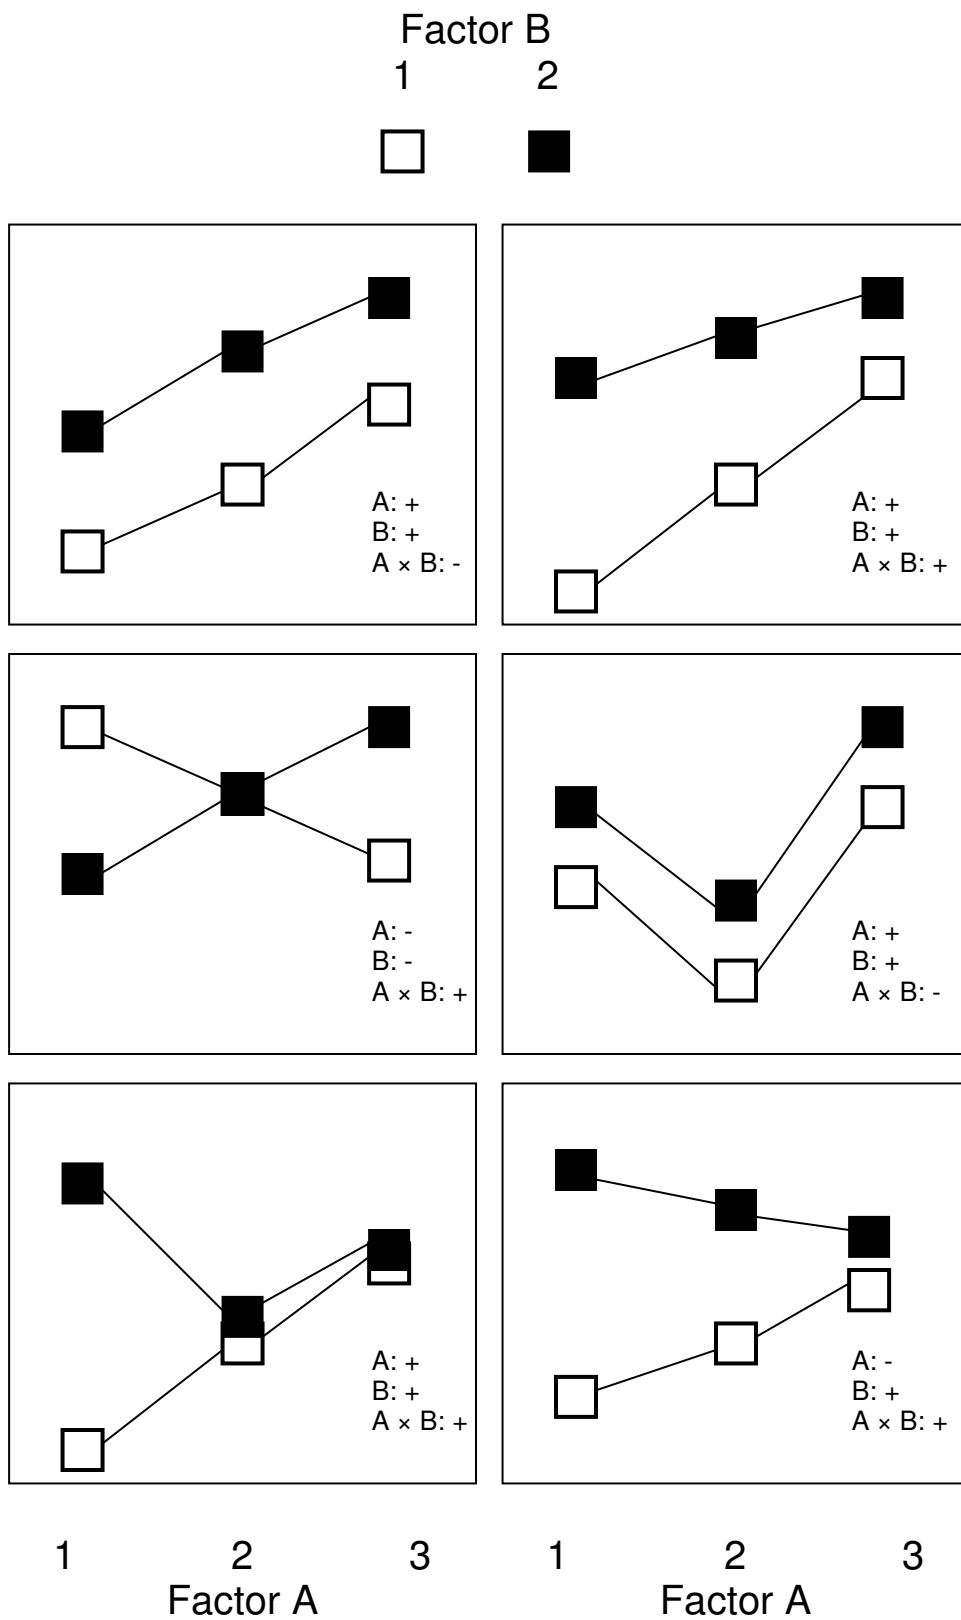 Factor B
1 2
A: +
B: +
A × B: -
A: +
B: +
A × B: +
A: -
B: -
A × B: +
A: +
B: +
A × B: -
A: +
B: +
A × B: +
A: -
B: +
A × B: +
1 2 3
Factor A
1 2 3
Factor A